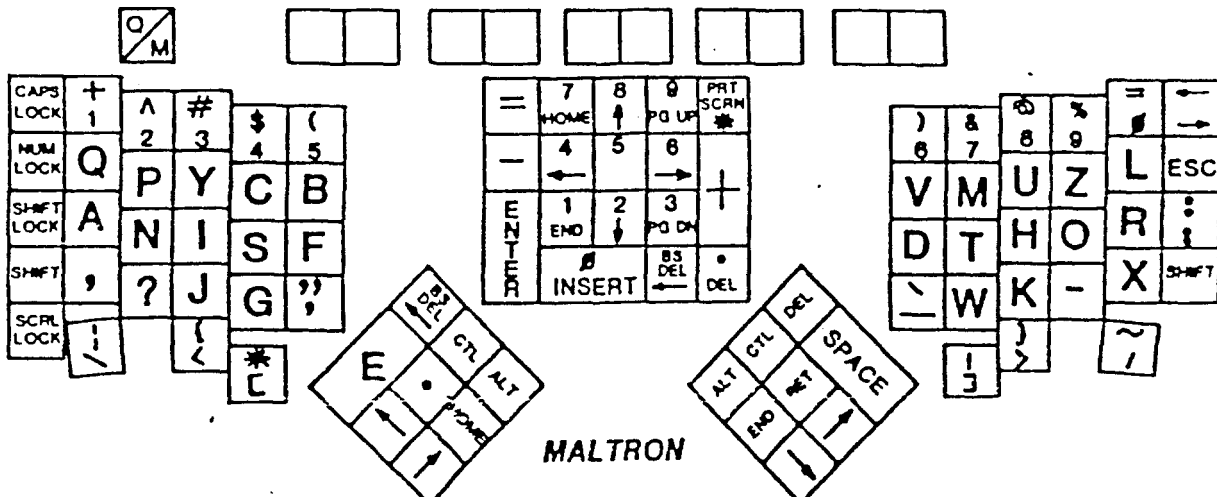 Q/M
CAPS LOCK + 1 ^ 2 # 3 $ 4 ( 5
NUM LOCK Q P Y C B
SHIFT LOCK A N I S F
SHIFT , ? J G ,, ,
SCRL LOCK ¦ / ( < * [
= 7 HOME 8 ↑ 9 PG UP PRT SCRN *
— 4 ← 5 6 → +
ENTER 1 END 2 ↓ 3 PG DN
Ø INSERT BS DEL ← • DEL
) 6 & 7 @ 8 % 9 = Ø ← →
V M U Z L ESC
D T H O R
\ _ W K - X SHIFT
| ] ) > ~ /
BS DEL ← CTL ALT
E • HOME
← →
DEL SPACE
ALT CTL RET →
END →
MALTRON